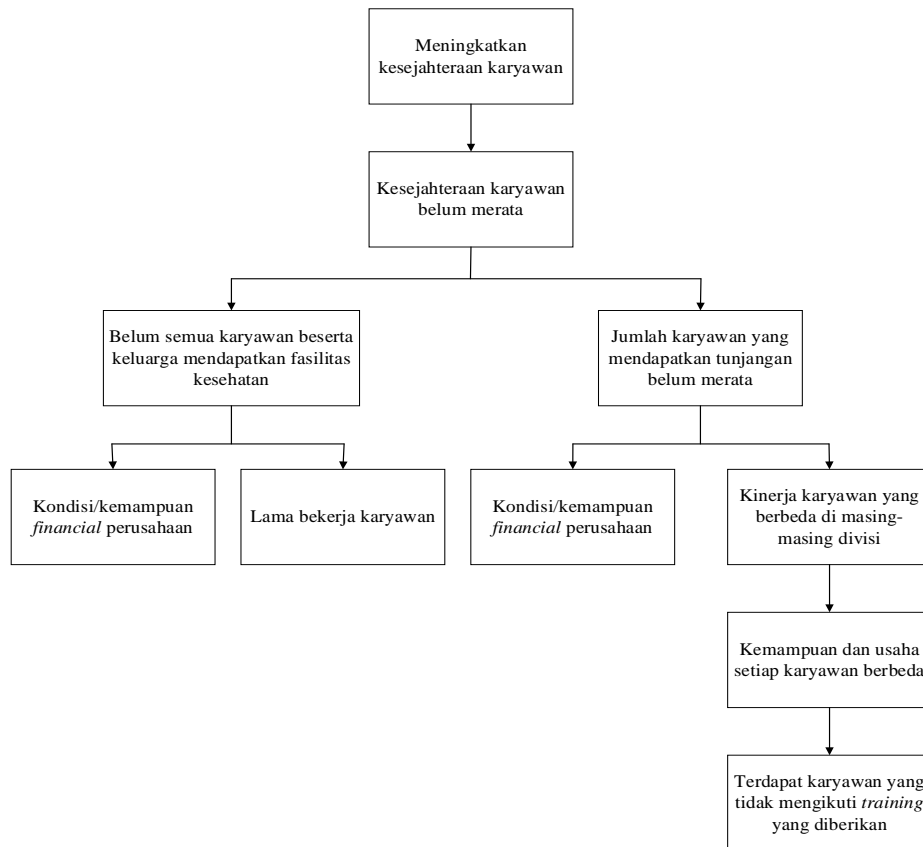 Meningkatkan
kesejahteraan karyawan
Kesejahteraan karyawan
belum merata
Belum semua karyawan beserta
keluarga mendapatkan fasilitas
kesehatan
Jumlah karyawan yang
mendapatkan tunjangan
belum merata
Kondisi/kemampuan
financial perusahaan
Lama bekerja karyawan
Kondisi/kemampuan
financial perusahaan
Kinerja karyawan yang
berbeda di masing-
masing divisi
Kemampuan dan usaha
setiap karyawan berbeda
Terdapat karyawan yang
tidak mengikuti training
yang diberikan